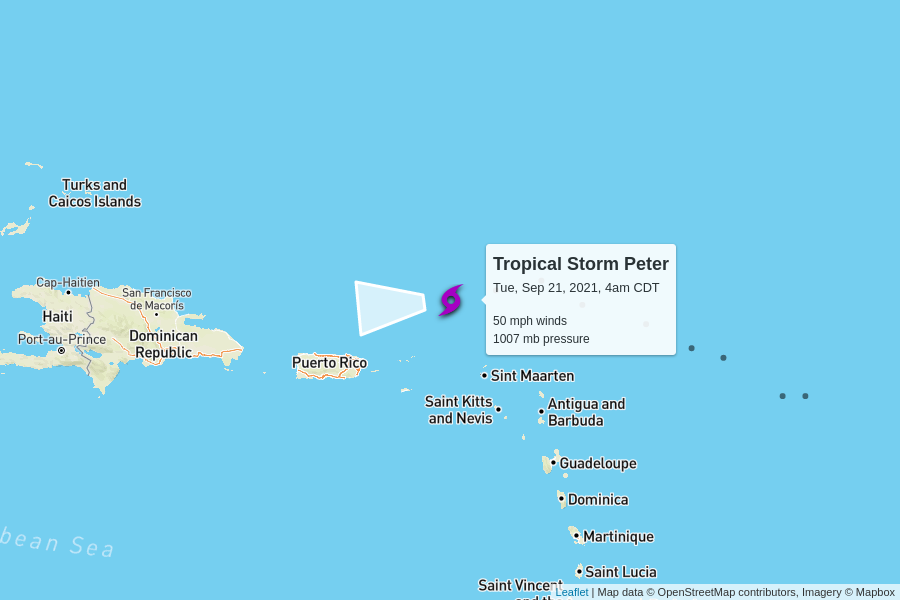 Turks and
Caicos Islands
Tropical Storm Peter
Tue, Sep 21, 2021, 4am CDT
50 mph winds
1007 mb pressure
Cap-Haitien
San Francisco
de Macorís
Haiti
Port-au-Prince
Dominican
Republic
Puerto Rico
Sint Maarten
Saint Kitts
and Nevis
Antigua and
Barbuda
Guadeloupe
Dominica
bean Sea
Martinique
Saint Lucia
Saint Vincent
and th
Leaflet | Map data © OpenStreetMap contributors, Imagery © Mapbox